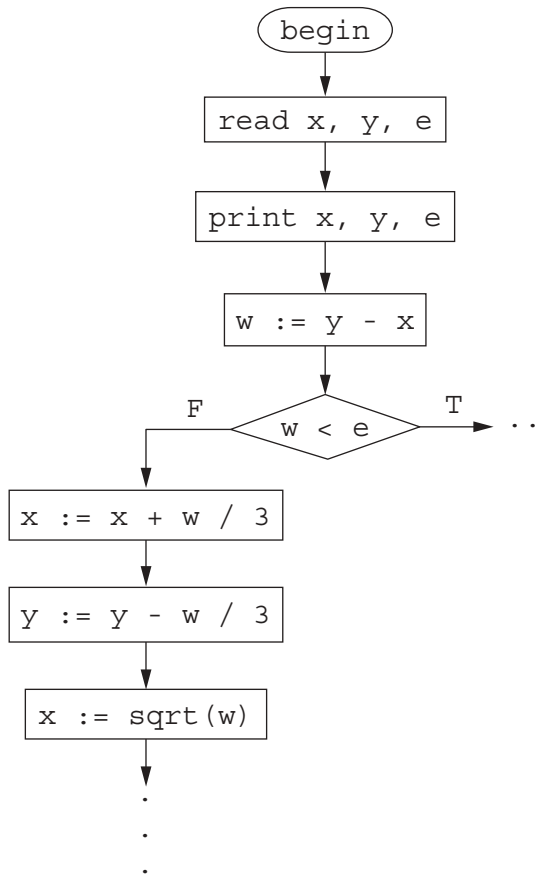 begin
read x, y, e
print x, y, e
w := y - x
F
T
w < e
..
x := x + w / 3
y := y - w / 3
x := sqrt(w)
.
.
.